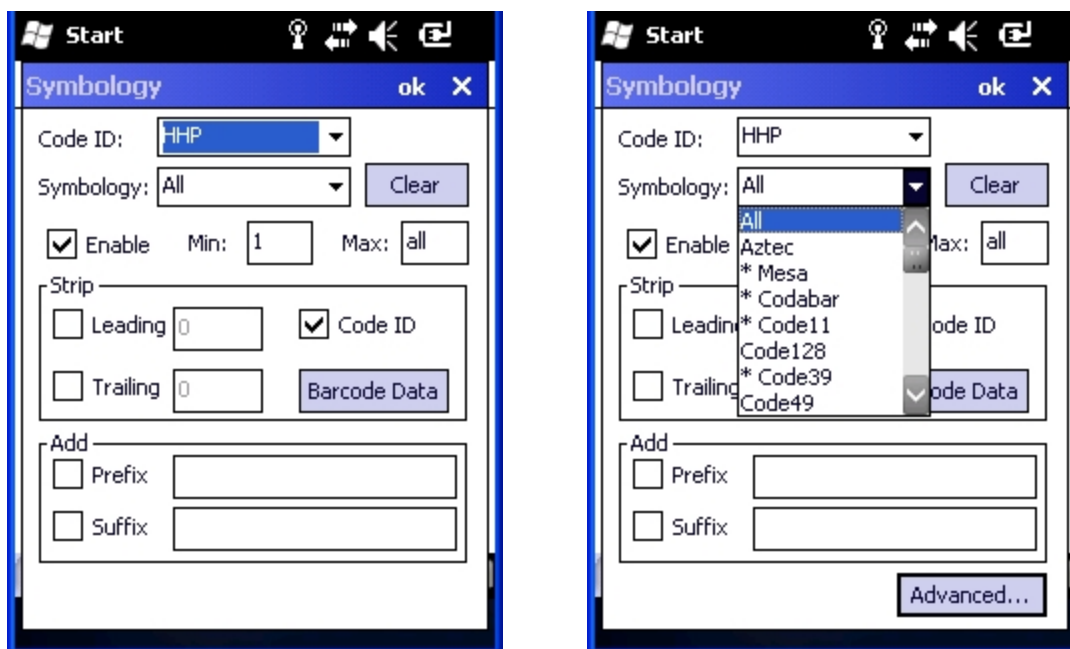 Start
Symbology ok X
Code ID: HHP
Symbology: All Clear
Enable Min: 1 Max: all
Strip
Leading 0 Code ID
Trailing 0 Barcode Data
Add
Prefix
Suffix
Start
Symbology ok X
Code ID: HHP
Symbology: All Clear
All
Enable Max: all
Aztec
* Mesa
Strip
* Codabar
Leadin * Code11 ode ID
Code128
* Code39
Trailing ode Data
Code49
Add
Prefix
Suffix
Advanced...